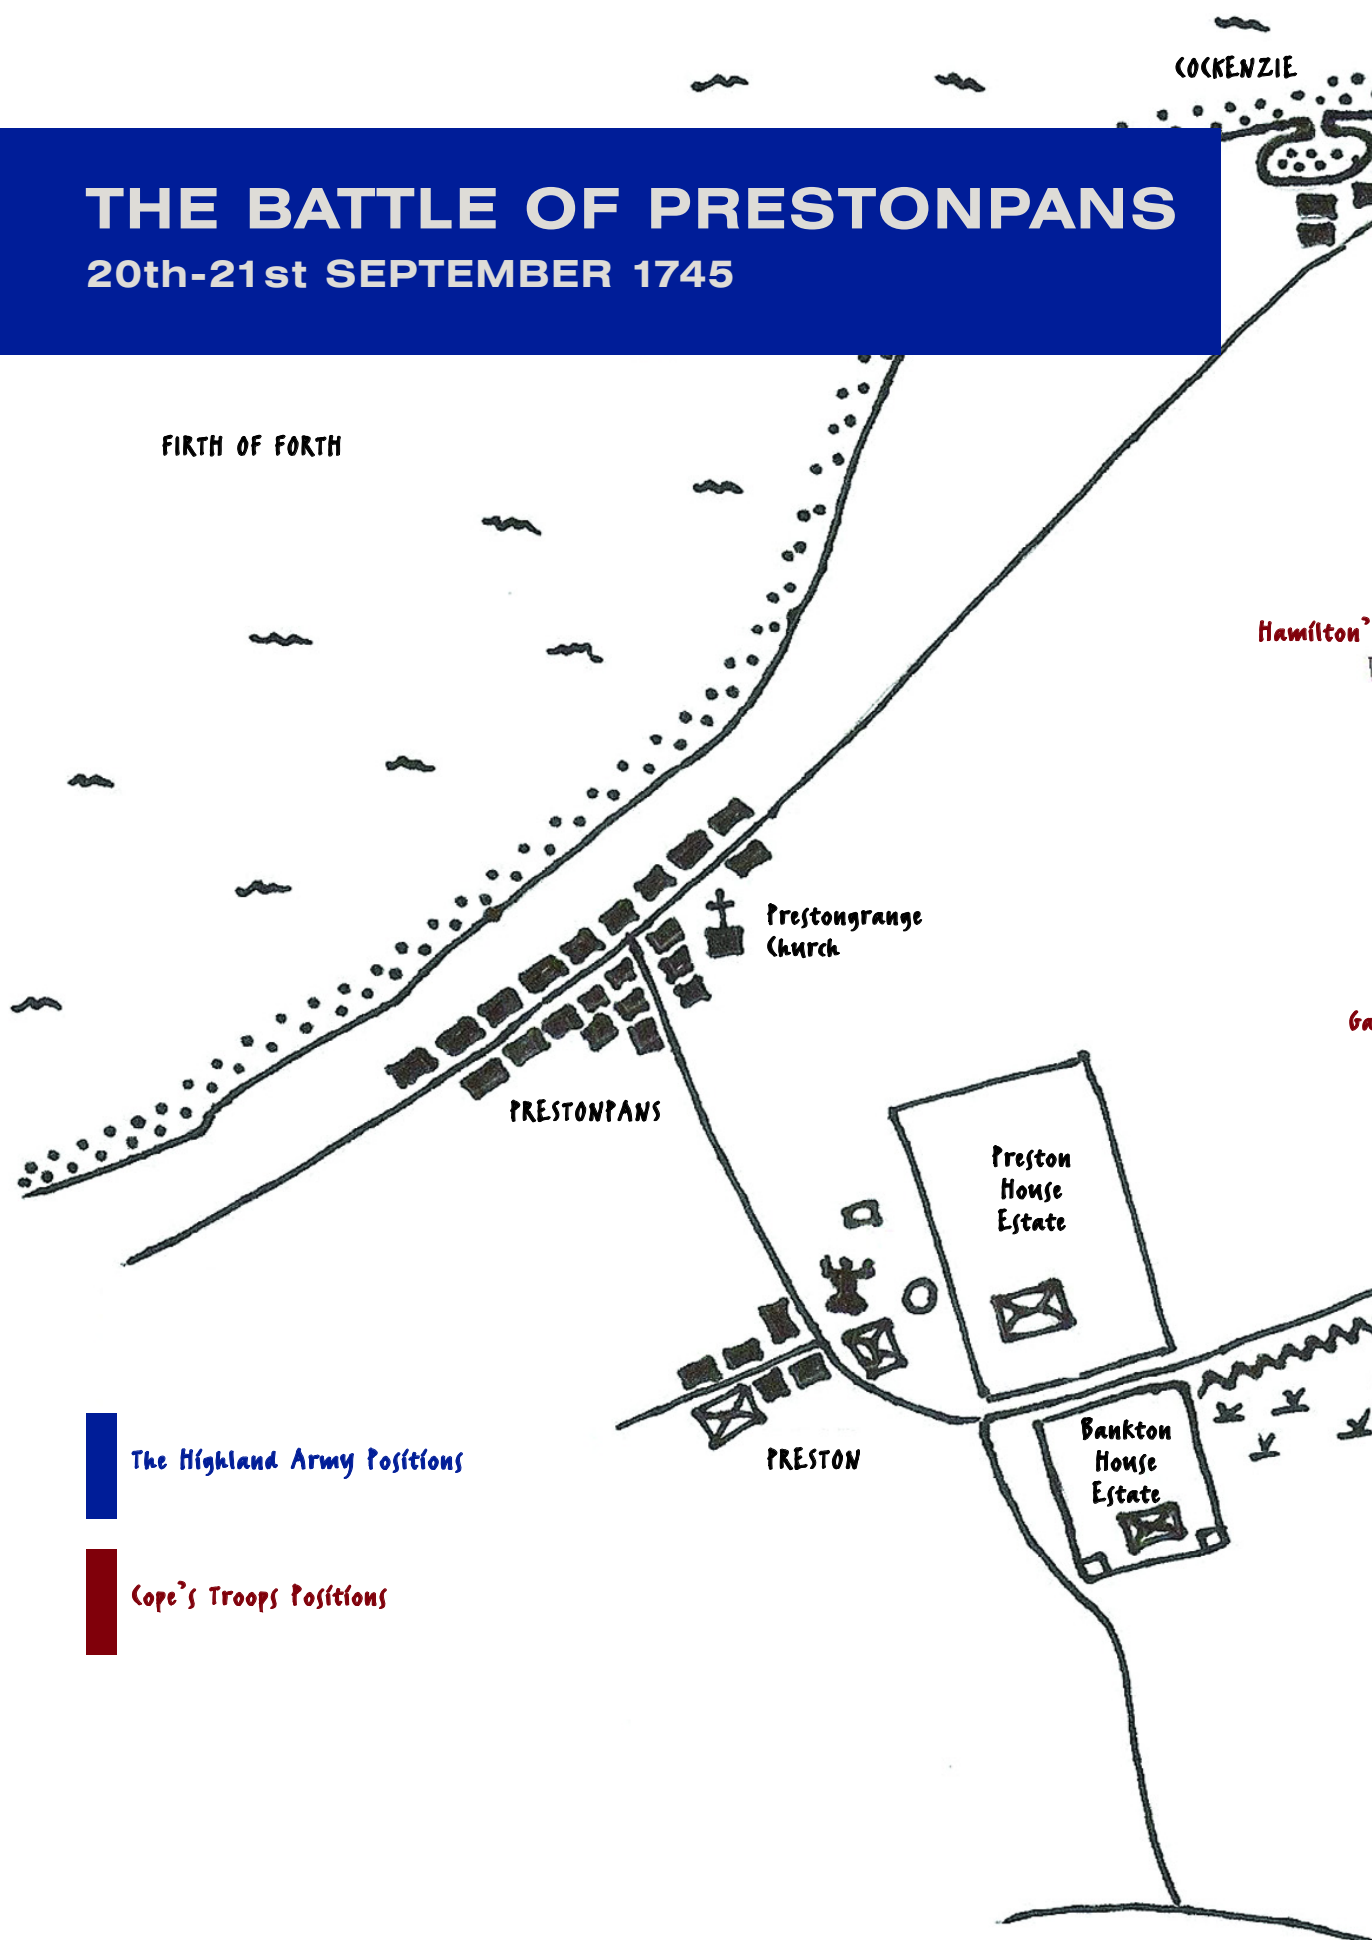 COCKENZIE
THE BATTLE OF PRESTONPANS
20th-21st SEPTEMBER 1745
FIRTH OF FORTH
Hamilton'
Prestongrange
Church
Ga
PRESTONPANS
Preston
House
Estate
Bankton
House
Estate
PRESTON
The Highland Army Positions
Cope's Troops Positions